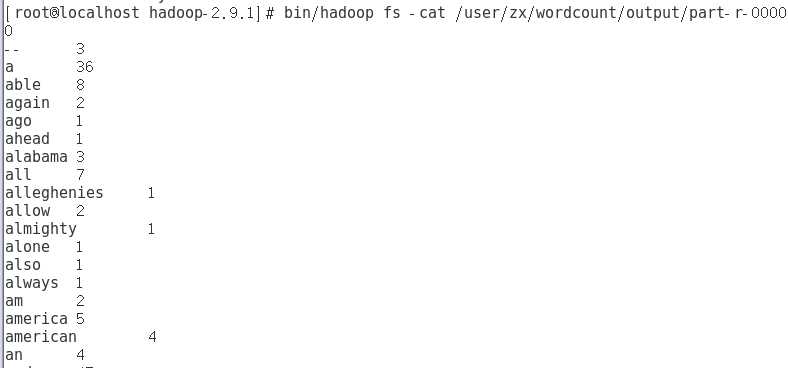 [root@localhost hadoop-2.9.1]# bin/hadoop fs -cat /user/zx/wordcount/output/part-r-0000
0
--	3
a	36
able	8
again	2
ago	1
ahead	1
alabama	3
all	7
alleghenies	1
allow	2
almighty	1
alone	1
also	1
always	1
am	2
america	5
american	4
an	4